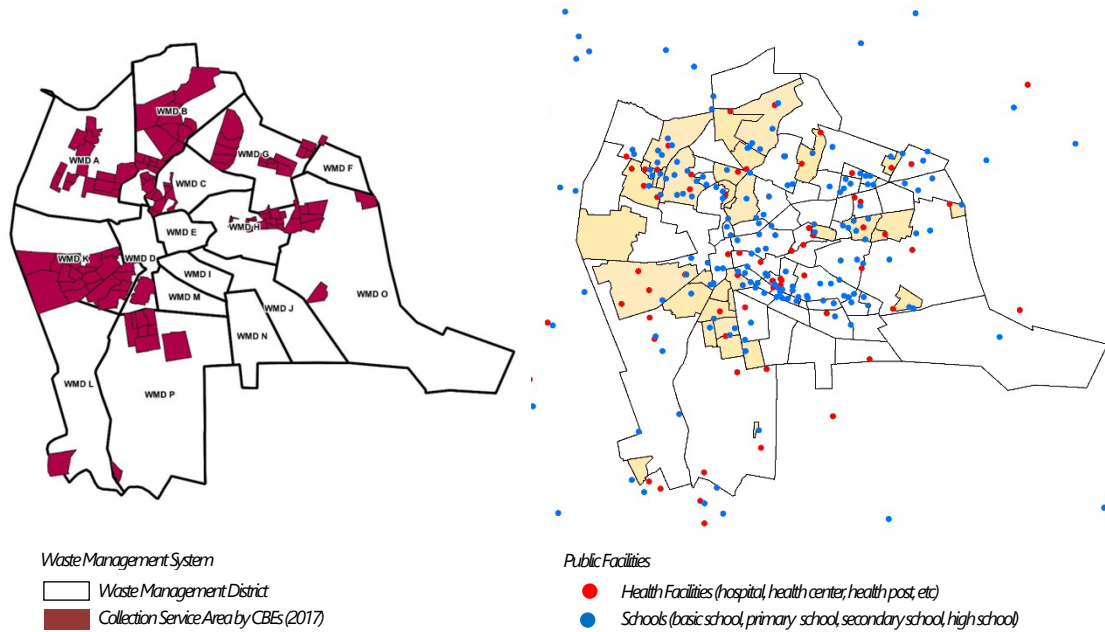 WMD B
WMD A
WMD G
WMD F
WMD C
WMD H
WMD E
WMD K
WMD D
WMD I
WMD M
WMD O
WMD J
WMD N
WMD L
WMD P
Waste Management System
Waste Management District
Collection Service Area by CBEs (2017)
Public Facilities
Health Facilities (hospital, health center, health post, etc)
Schools (basic school, primary school, secondary school, high school)